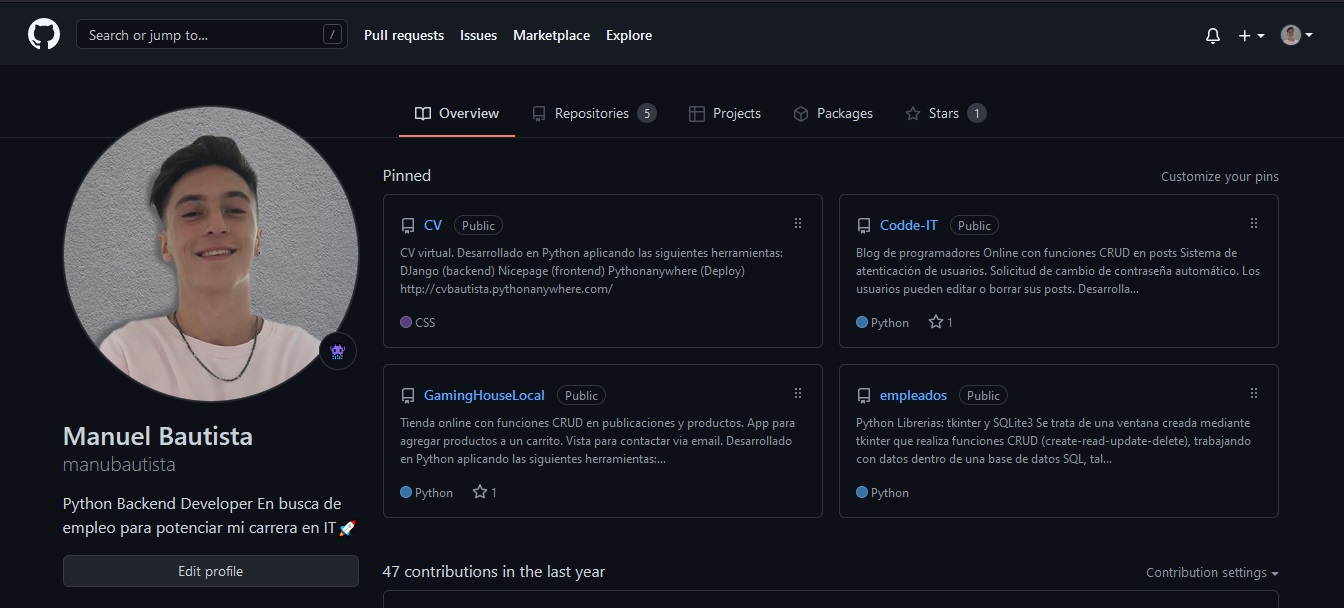 Search or jump to...
/
Pull requests
Issues
Marketplace
Explore
Overview
Repositories 5
Projects
Packages
Stars 1
Manuel Bautista
manubautista
Python Backend Developer En busca de
empleo para potenciar mi carrera en IT
Edit profile
Pinned
Customize your pins
CV Public
CV virtual. Desarrollado en Python aplicando las siguientes herramientas:
DJango (backend) Nicepage (frontend) Pythonanywhere (Deploy)
http://cvbautista.pythonanywhere.com/
CSS
Codde-IT Public
Blog de programadores Online con funciones CRUD en posts Sistema de
atenticación de usuarios. Solicitud de cambio de contraseña automático. Los
usuarios pueden editar o borrar sus posts. Desarrolla...
Python 1
GamingHouseLocal Public
Tienda online con funciones CRUD en publicaciones y productos. App para
agregar productos a un carrito. Vista para contactar via email. Desarrollado
en Python aplicando las siguientes herramientas:...
Python 1
empleados Public
Python Librerias: tkinter y SQLite3 Se trata de una ventana creada mediante
tkinter que realiza funciones CRUD (create-read-update-delete), trabajando
con datos dentro de una base de datos SQL, tal...
Python
47 contributions in the last year
Contribution settings